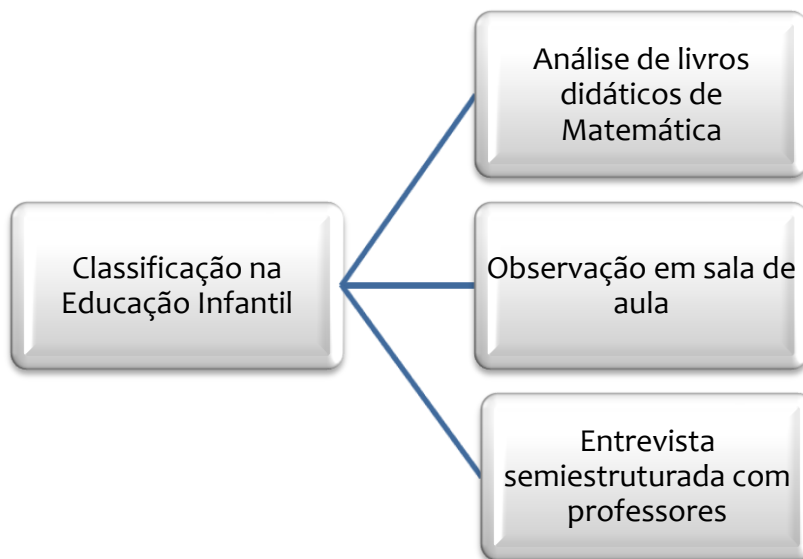 Classificação na
Educação Infantil
Análise de livros
didáticos de
Matemática
Observação em sala de
aula
Entrevista
semiestruturada com
professores